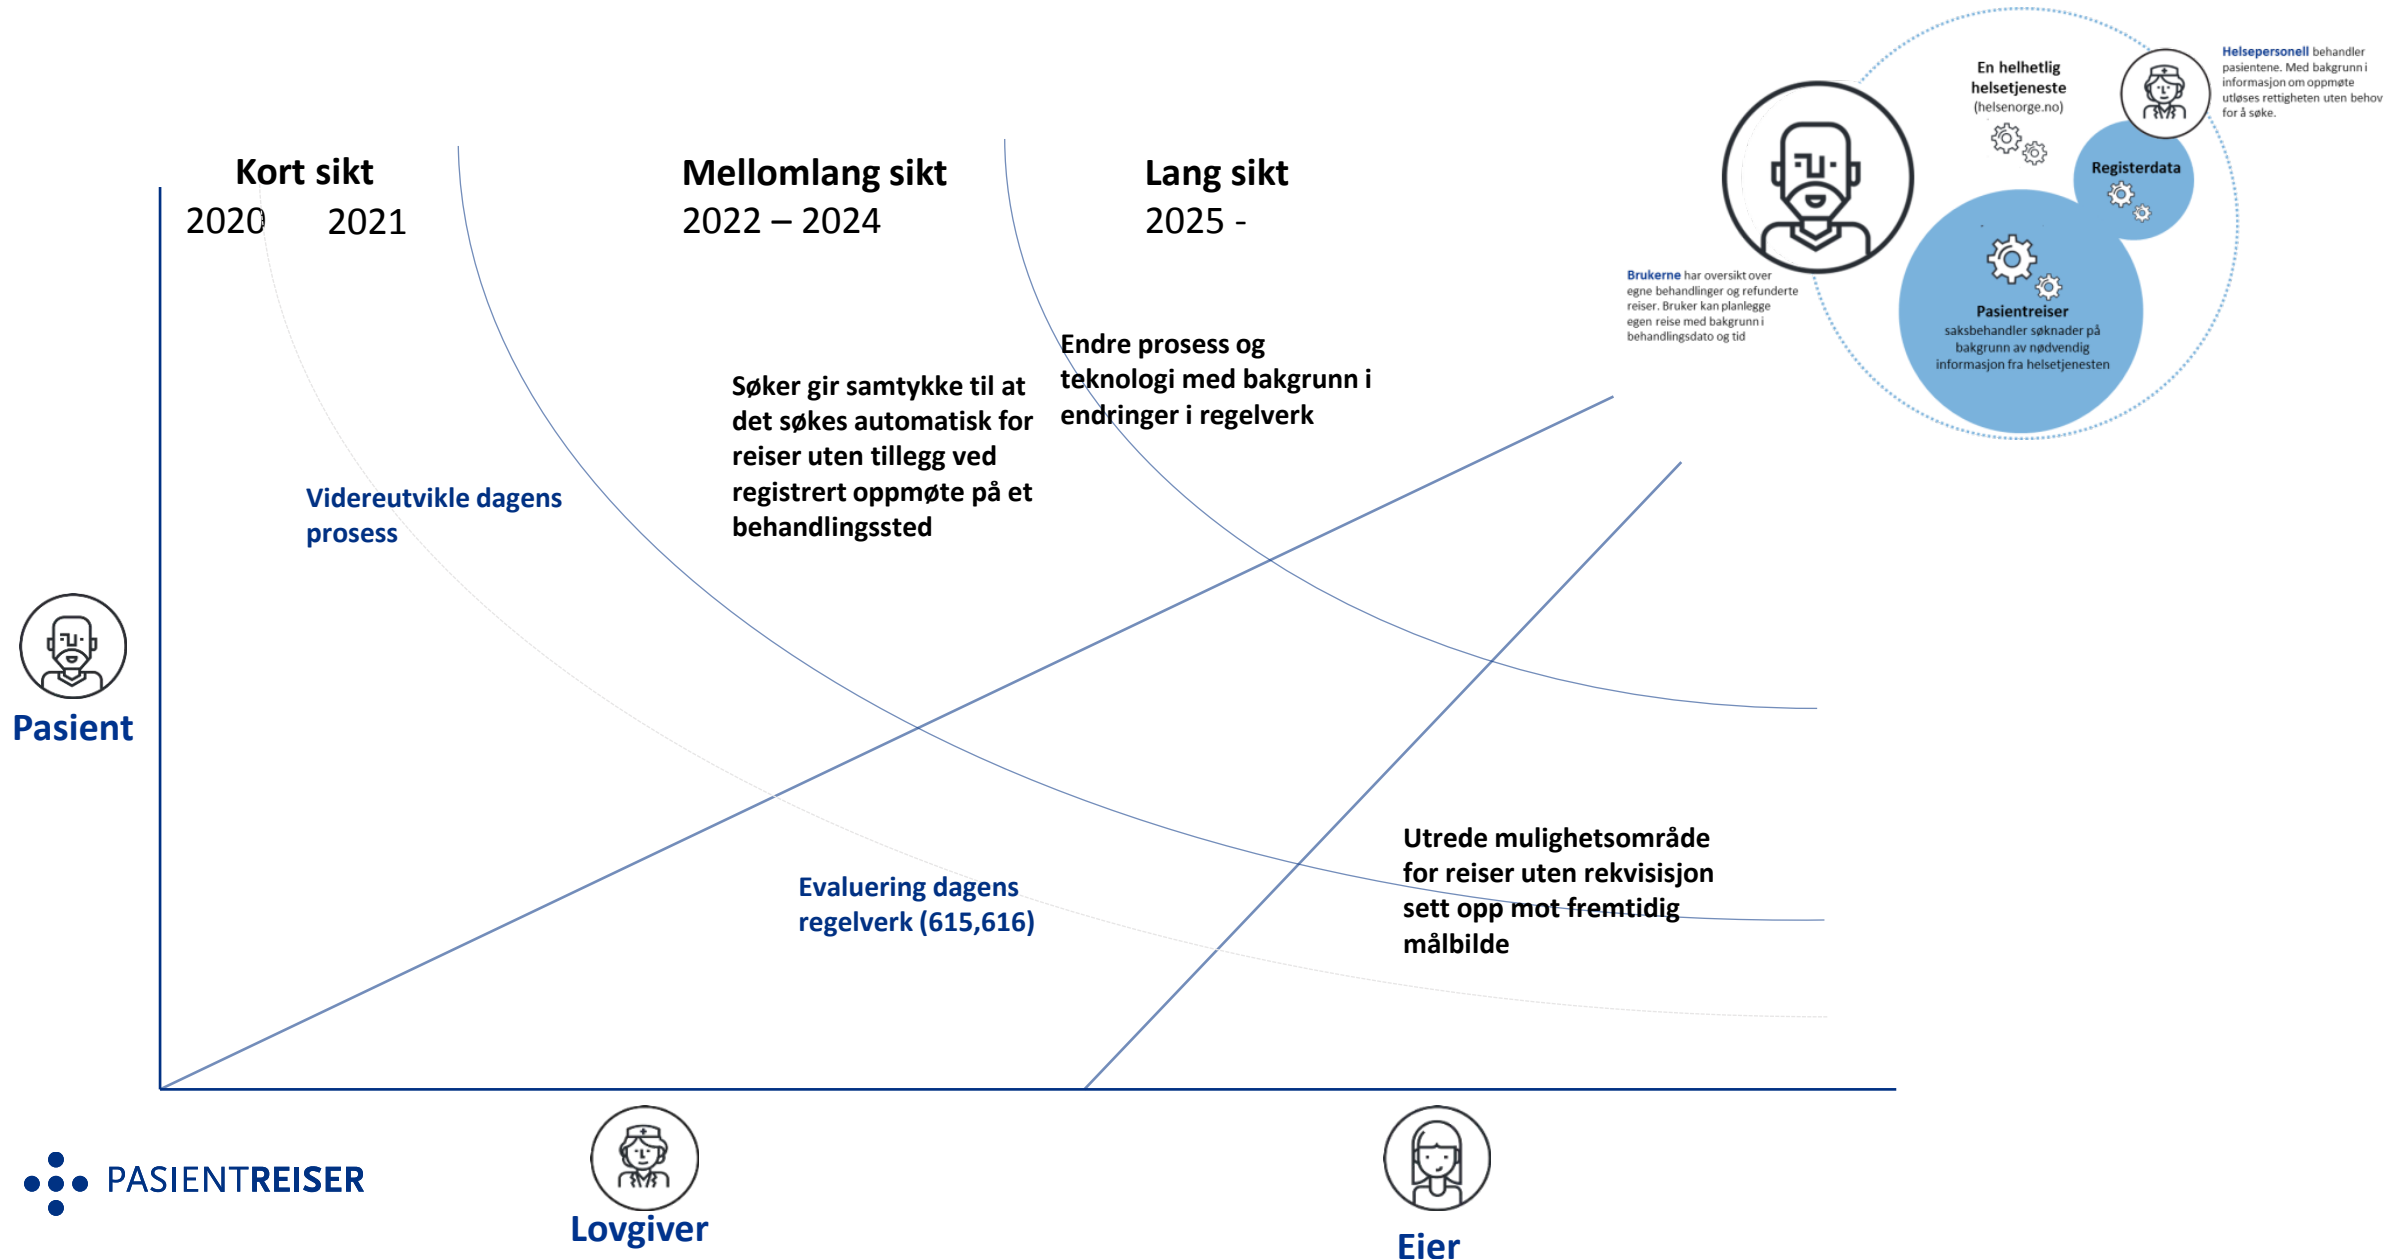 Kort sikt
2020 2021
Mellomlang sikt
2022 – 2024
Lang sikt
2025 -
En helhetlig
helsetjeneste
(helsenorge.no)
Helsepersonell behandler
pasientene. Med bakgrunn i
informasjon om oppmøte
utløses rettigheten uten behov
for å søke.
Registerdata
Brukerne har oversikt over
egne behandlinger og refunderte
reiser. Bruker kan planlegge
egen reise med bakgrunn i
behandlingsdato og tid
Pasientreiser
saksbehandler søknader på
bakgrunn av nødvendig
informasjon fra helsetjenesten
Endre prosess og
teknologi med bakgrunn i
endringer i regelverk
Søker gir samtykke til at
det søkes automatisk for
reiser uten tillegg ved
registrert oppmøte på et
behandlingssted
Videreutvikle dagens
prosess
Pasient
Evaluering dagens
regelverk (615,616)
Utrede mulighetsområde
for reiser uten rekvisisjon
sett opp mot fremtidig
målbilde
PASIENTREISER
Lovgiver
Eier